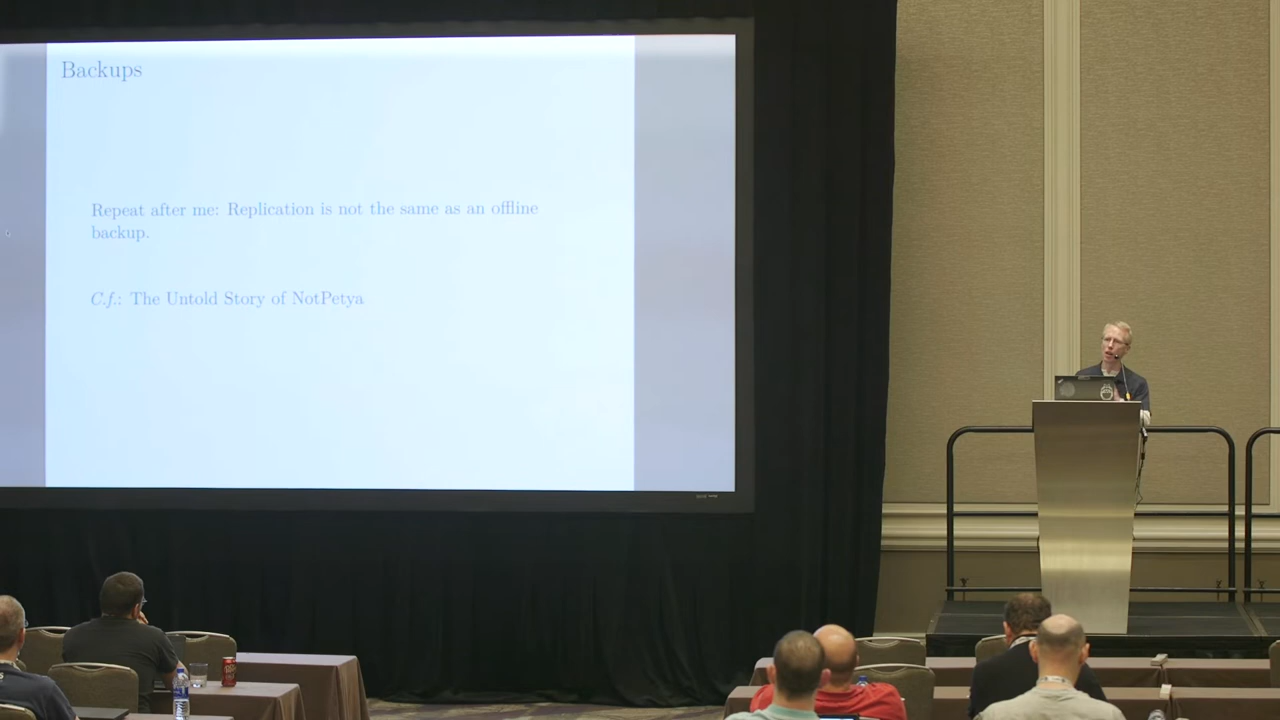 Backups
Repeat after me: Replication is not the same as an offline
backup.
C.f.: The Untold Story of NotPetya